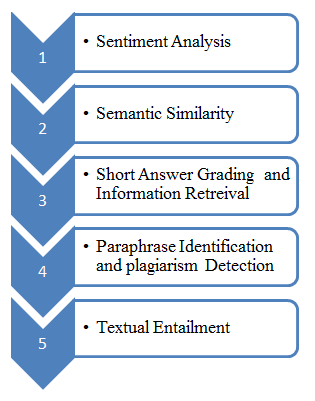 1
• Sentiment Analysis
2
• Semantic Similarity
3
• Short Answer Grading and
Information Retreival
4
• Paraphrase Identification
and plagiarism Detection
5
• Textual Entailment